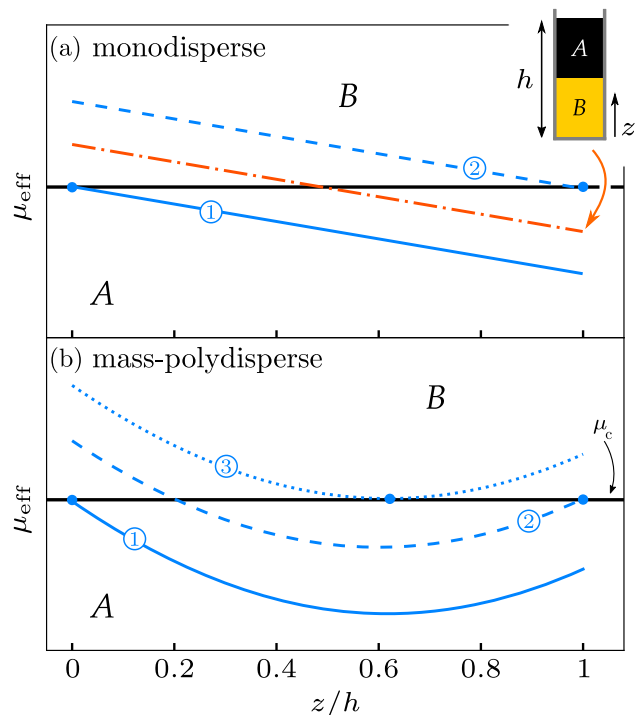 (a) monodisperse
A
h
B
z
B
②
μeff
①
A
(b) mass-polydisperse
B
μc
③
μeff
①
②
A
0 0.2 0.4 0.6 0.8 1
z/h